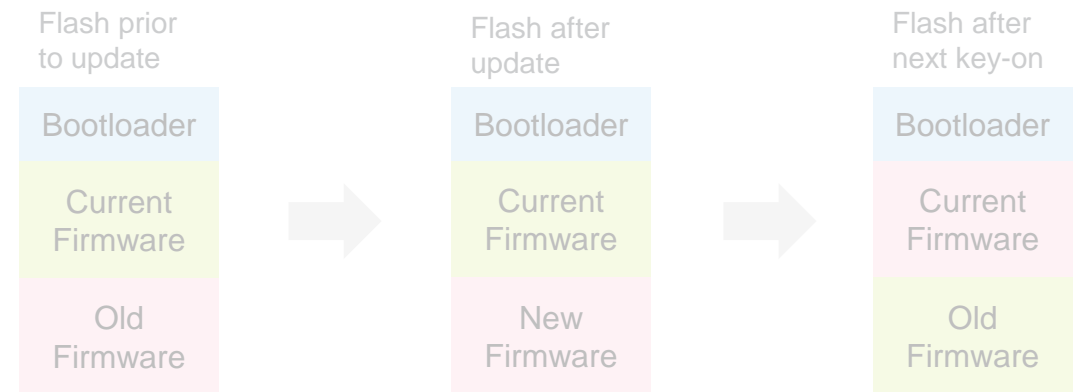 Flash prior
to update
Bootloader
Current
Firmware
Old
Firmware
Flash after
update
Bootloader
Current
Firmware
New
Firmware
Flash after
next key-on
Bootloader
Current
Firmware
Old
Firmware